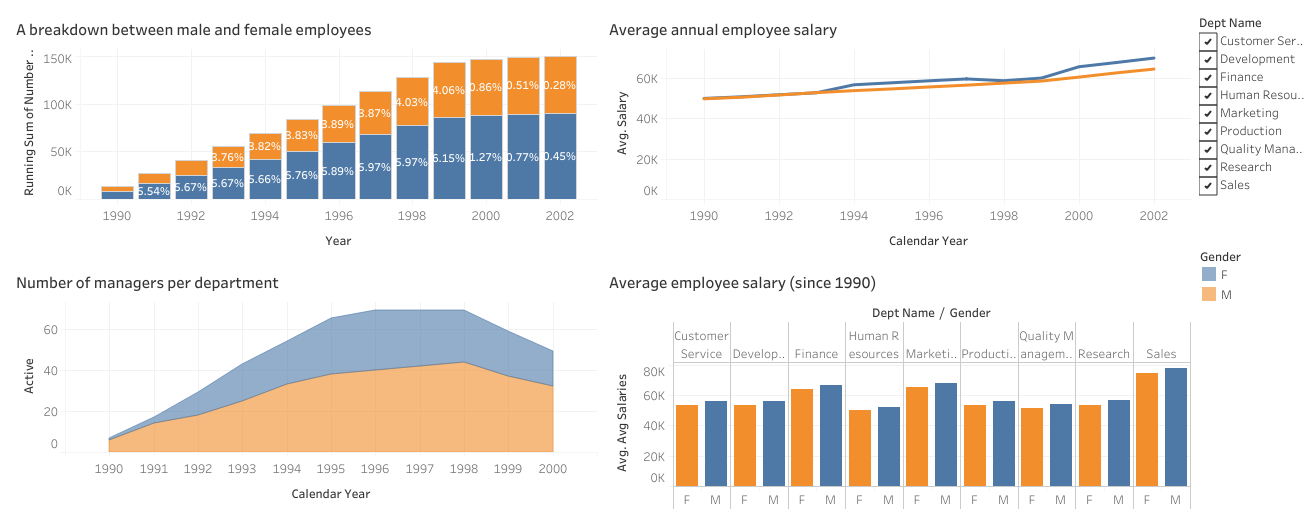 A breakdown between male and female employees
Running Sum of Number ..
150K
100K
50K
0K
3.76% 3.82% 3.83% 3.89% 3.87% 4.03% 4.06% 0.86% 0.51% 0.28%
5.54% 5.67% 5.67% 5.66% 5.76% 5.89% 5.97% 5.97% 5.15% 1.27% 0.77% 0.45%
1990 1992 1994 1996 1998 2000 2002
Year
Average annual employee salary
Avg. Salary
60K
40K
20K
0K
1990 1992 1994 1996 1998 2000 2002
Calendar Year
Dept Name
Customer Ser..
Development
Finance
Human Resou..
Marketing
Production
Quality Mana..
Research
Sales
Gender
F
M
Number of managers per department
Active
60
40
20
0
1990 1991 1992 1993 1994 1995 1996 1997 1998 1999 2000
Calendar Year
Average employee salary (since 1990)
Dept Name / Gender
Customer Human R Quality M
Service Develop.. Finance esources Marketi.. Producti.. anagem.. Research Sales
Avg. Avg Salaries
80K
60K
40K
20K
0K
F M F M F M F M F M F M F M F M F M